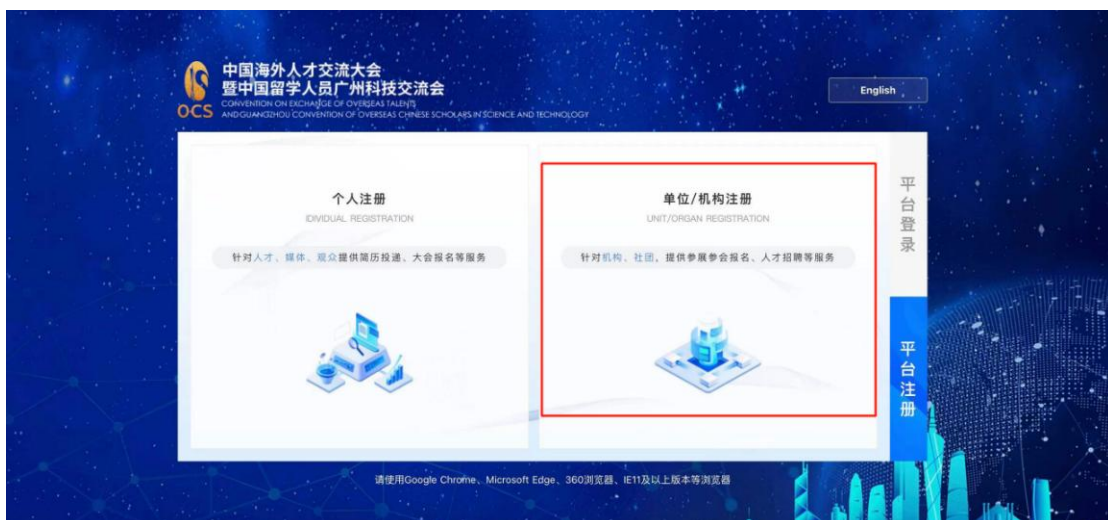 中国海外人才交流大会
暨中国留学人员广州科技交流会
CONVENTION ON EXCHANGE OF OVERSEAS TALENTS
AND GUANGZHOU CONVENTION OF OVERSEAS CHINESE SCHOLARS IN SCIENCE AND TECHNOLOGY
OCS
English
个人注册
IDIVIDUAL REGISTRATION
针对人才、媒体、观众提供简历投递、大会报名等服务
单位/机构注册
UNIT/ORGAN REGISTRATION
针对机构、社团，提供参展参会报名、人才招聘等服务
平台登录
平台注册
请使用Google Chrome、Microsoft Edge、360浏览器、IE11及以上版本等浏览器